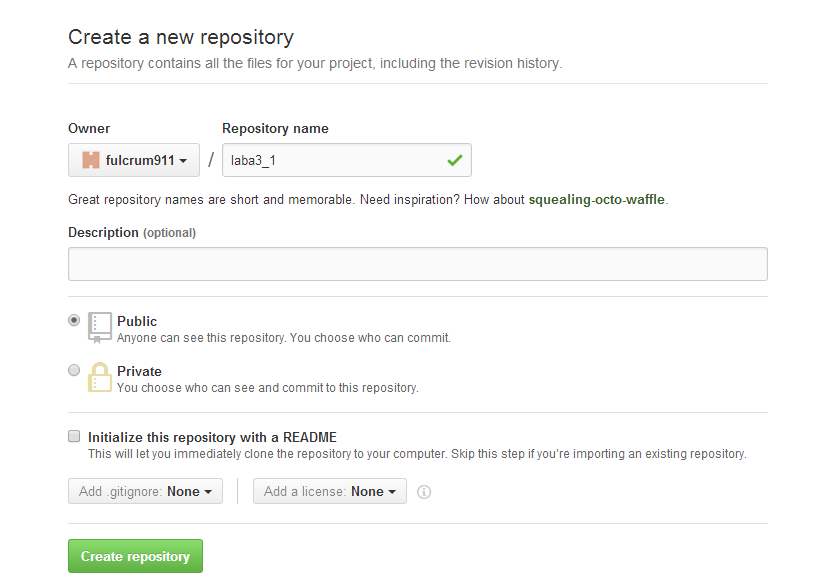 Create a new repository
A repository contains all the files for your project, including the revision history.
Owner Repository name
fulcrum911 / laba3_1
Great repository names are short and memorable. Need inspiration? How about squealing-octo-waffle.
Description (optional)
Public
Anyone can see this repository. You choose who can commit.
Private
You choose who can see and commit to this repository.
Initialize this repository with a README
This will let you immediately clone the repository to your computer. Skip this step if you're importing an existing repository.
Add .gitignore: None Add a license: None
Create repository